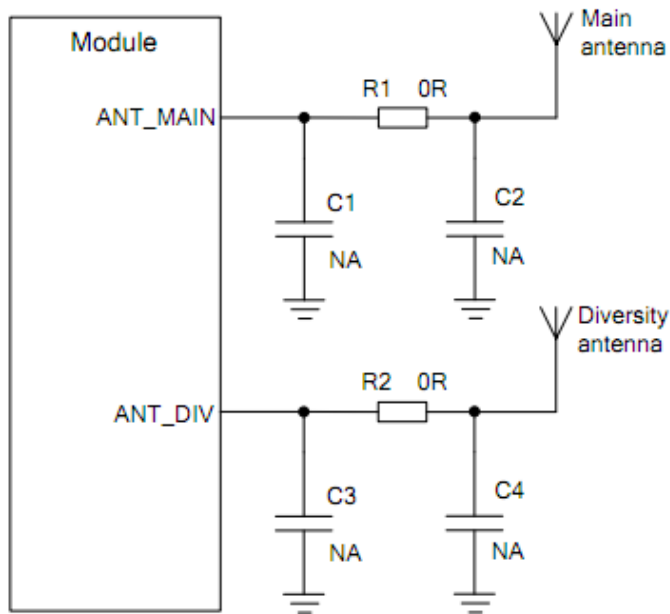 Module
Main
antenna
R1 0R
ANT_MAIN
C1
C2
NA
NA
Diversity
antenna
R2 0R
ANT_DIV
C3
C4
NA
NA